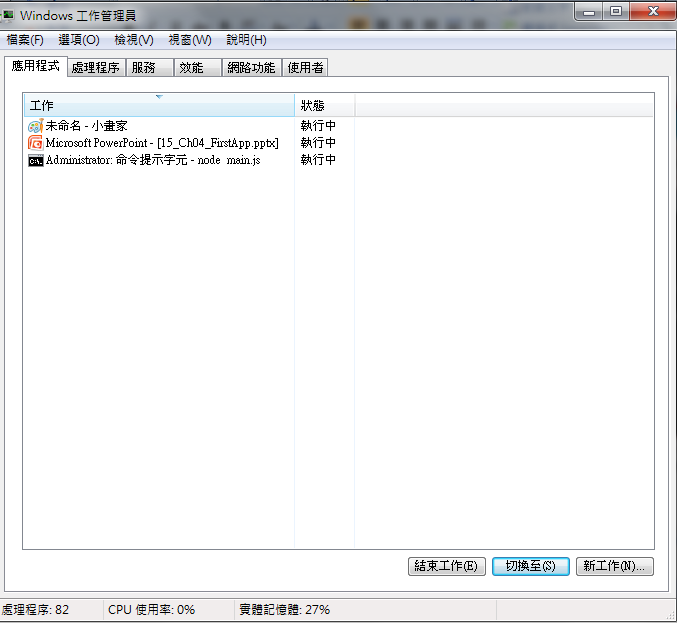 Windows 工作管理員
檔案(F) 選項(O) 檢視(V) 視窗(W) 說明(H)
應用程式 處理程序 服務 效能 網路功能 使用者
工作 狀態
未命名 - 小畫家 執行中
Microsoft PowerPoint - [15_Ch04_FirstApp.pptx] 執行中
C:\. Administrator: 命令提示字元 - node main.js 執行中
結束工作(E) 切換至(S) 新工作(N)...
處理程序: 82 CPU 使用率: 0% 實體記憶體: 27%